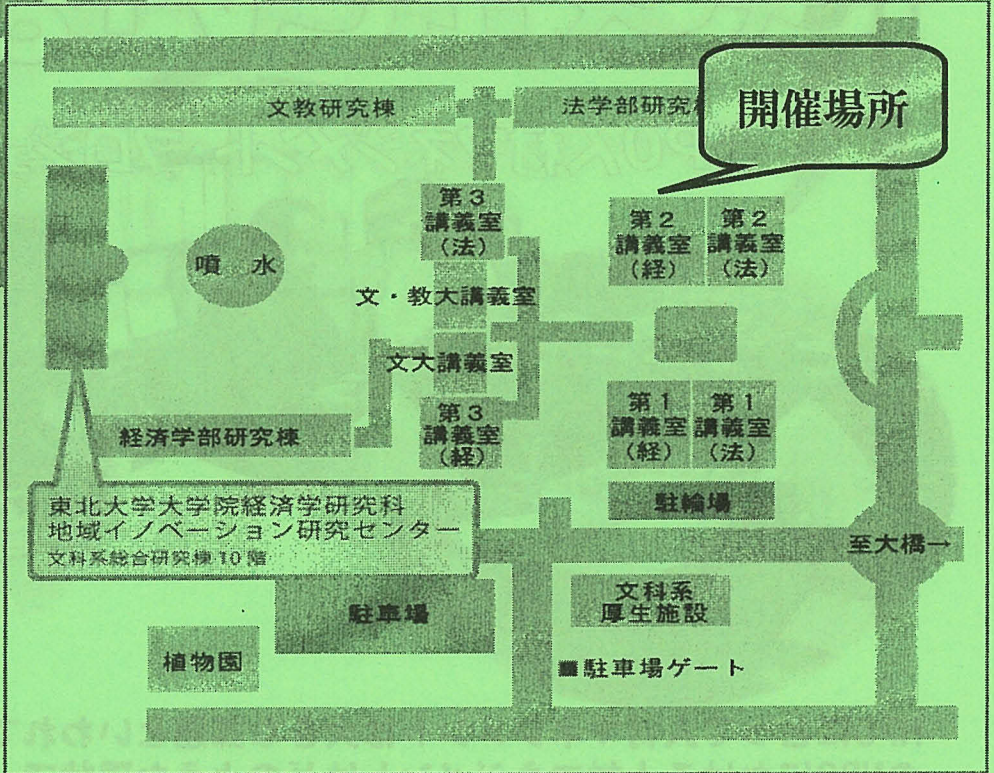 文教研究棟
法学部研究
開催場所
第3
講義室
(法)
第2
講義室
(経)
第2
講義室
(法)
噴 水
文・教大講義室
文大講義室
第3
講義室
(経)
第1
講義室
(経)
第1
講義室
(法)
経済学部研究棟
駐輪場
東北大学大学院経済学研究科
地域イノベーション研究センター
文科系総合研究棟10階
至大橋→
駐車場
文科系
厚生施設
植物園
■駐車場ゲート